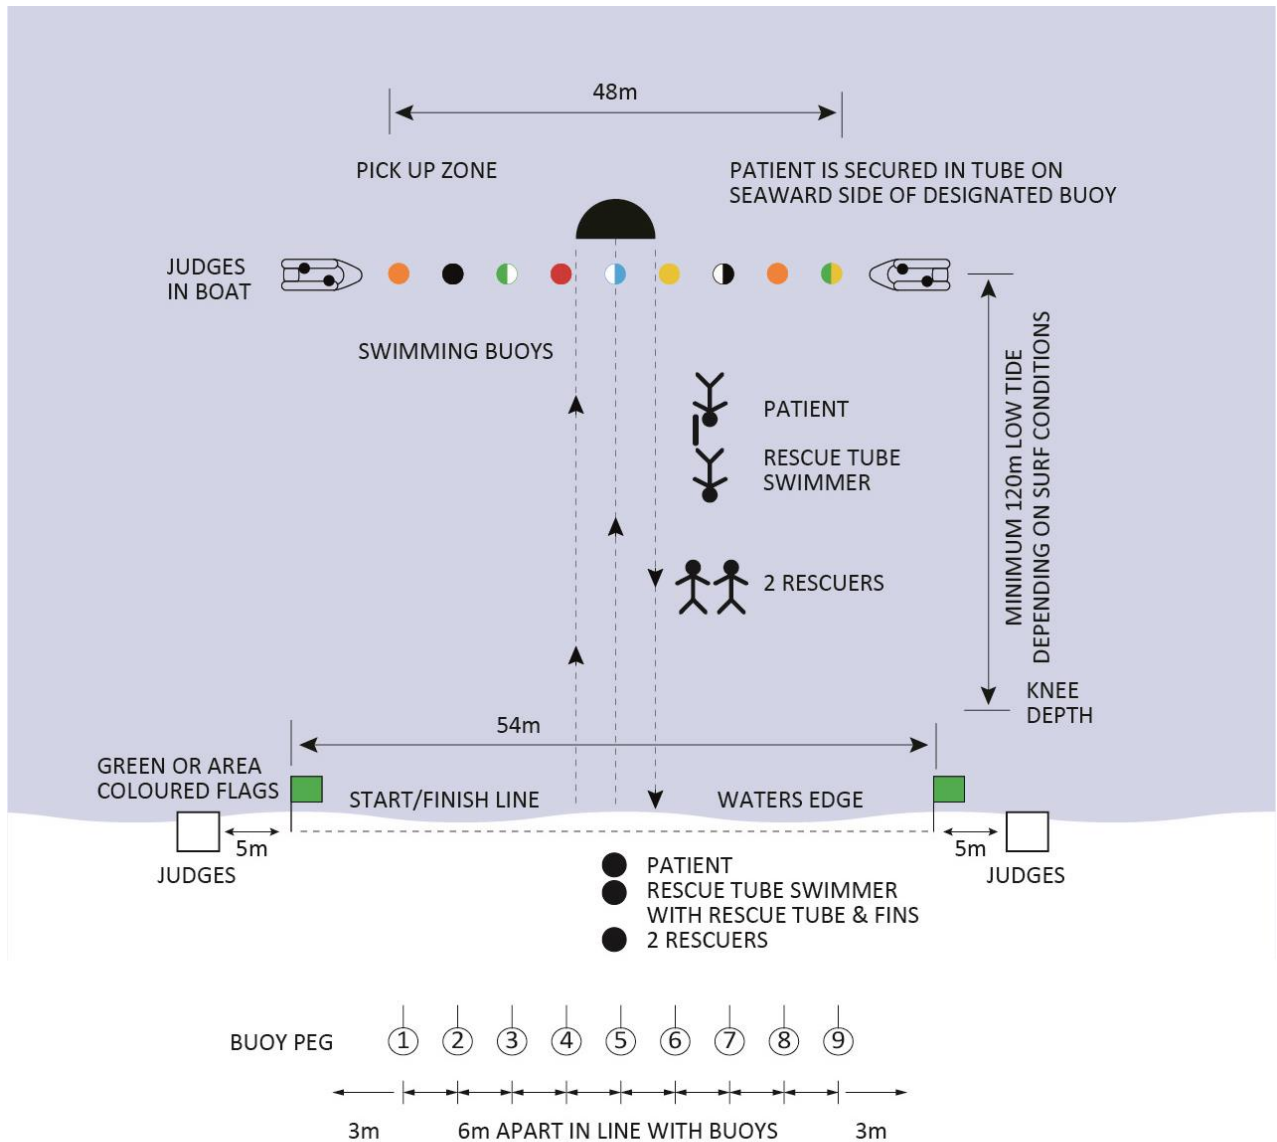 48m
PICK UP ZONE
PATIENT IS SECURED IN TUBE ON
SEAWARD SIDE OF DESIGNATED BUOY
JUDGES
IN BOAT
SWIMMING BUOYS
PATIENT
RESCUE TUBE
SWIMMER
2 RESCUERS
MINIMUM 120m LOW TIDE
DEPENDING ON SURF CONDITIONS
KNEE
DEPTH
54m
GREEN OR AREA
COLOURED FLAGS
START/FINISH LINE
WATERS EDGE
5m
5m
JUDGES
JUDGES
PATIENT
RESCUE TUBE SWIMMER
WITH RESCUE TUBE & FINS
2 RESCUERS
BUOY PEG
1 2 3 4 5 6 7 8 9
3m
6m APART IN LINE WITH BUOYS
3m